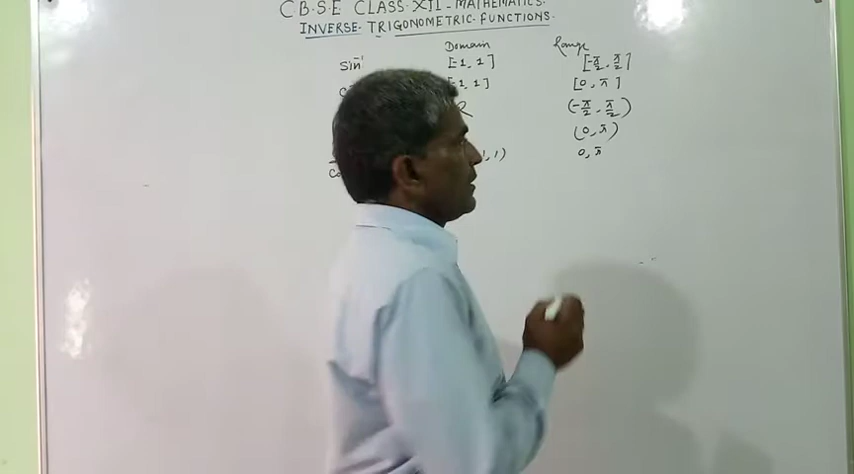 C B.S.E CLASS.XII - MATHEMATICS.
INVERSE. TRIGONOMETRIC. FUNCTIONS.
Domain Range
Sin⁻¹ [-1, 1] [-π/2, π/2]
1, 1] [0, π]
R (-π/2, π/2)
(0, π)
, 1) 0, π